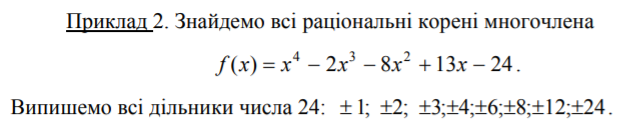 Приклад 2. Знайдемо всі раціональні корені многочлена
f(x) = x⁴ − 2x³ − 8x² + 13x − 24.
Випишемо всі дільники числа 24: ± 1; ±2; ±3;±4;±6;±8;±12;±24.